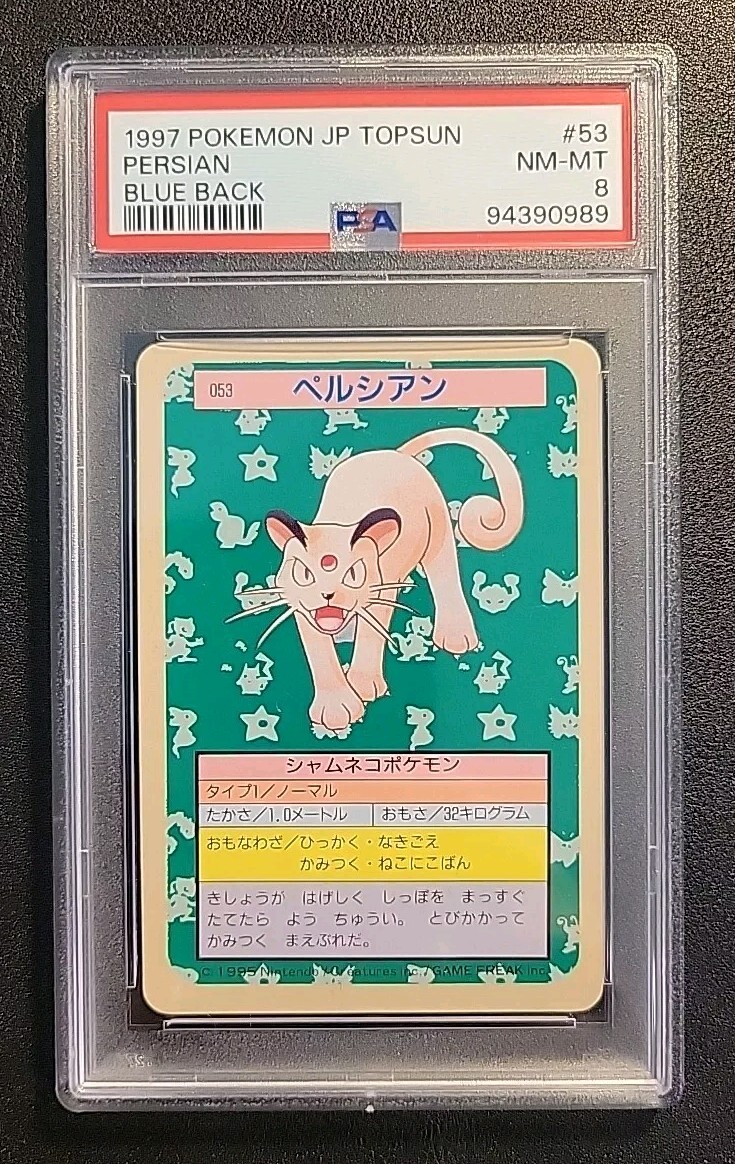 1997 POKEMON JP TOPSUN #53
PERSIAN NM-MT
BLUE BACK 8
PSA 94390989
053 ペルシアン
シャムネコポケモン
タイプ1/ノーマル
たかさ/1.0メートル おもさ/32キログラム
おもなわざ/ひっかく・なきごえ
かみつく・ねこにこばん
きしょうが はげしく しっぽを まっすぐ
たてたら よう ちゅうい。 とびかかって
かみつく まえぶれだ。
© 1995 Nintendo/Creatures inc./GAME FREAK inc.